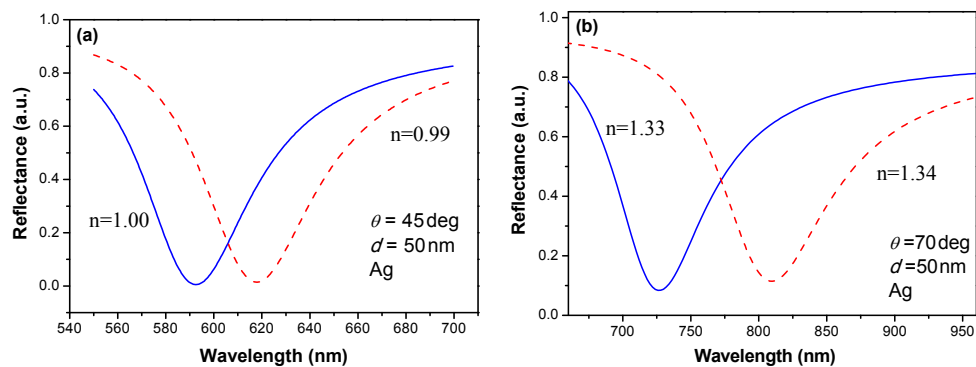 (a)
Reflectance (a.u.)
1.0
0.8
0.6
0.4
0.2
0.0
n=0.99
n=1.00
θ = 45 deg
d = 50 nm
Ag
540 560 580 600 620 640 660 680 700
Wavelength (nm)
(b)
Reflectance (a.u.)
1.0
0.8
0.6
0.4
0.2
0.0
n=1.33
n=1.34
θ =70 deg
d =50 nm
Ag
700 750 800 850 900 950
Wavelength (nm)